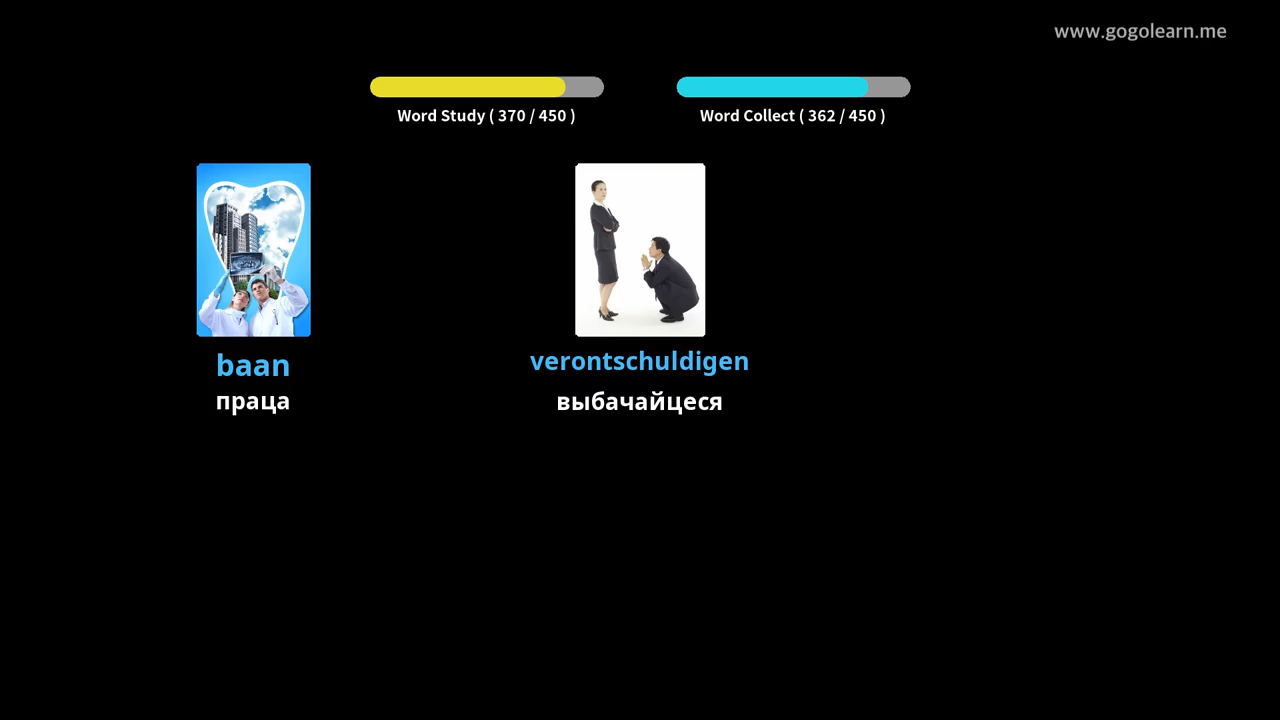 www.gogolearn.me
Word Study ( 370 / 450 )
Word Collect ( 362 / 450 )
baan
праца
verontschuldigen
выбачайцеся